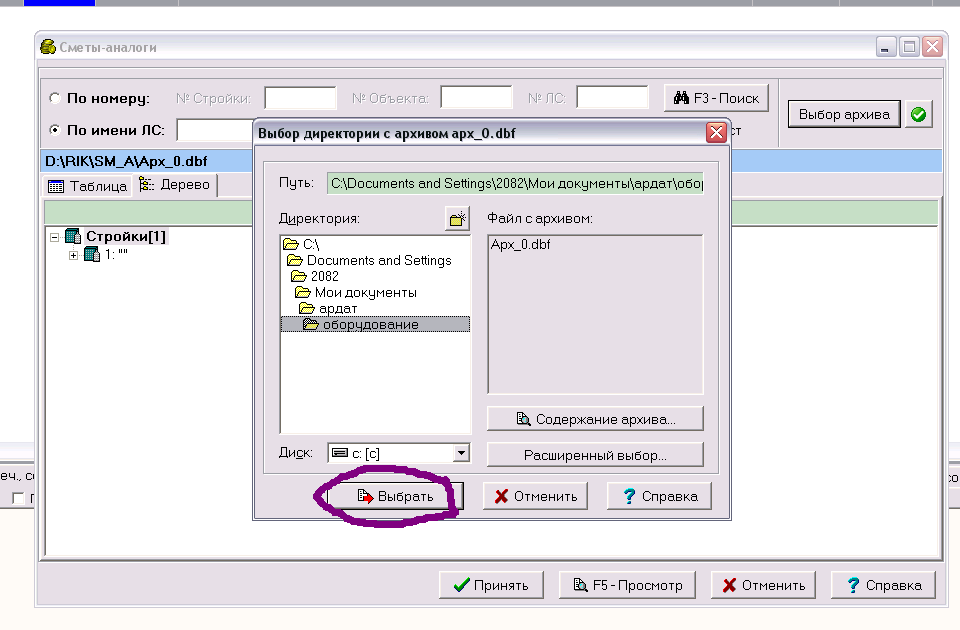 Сметы-аналоги
По номеру: № Стройки: № Объекта: № ЛС: F3 - Поиск
По имени ЛС:
Выбор архива
D:\RIK\SM_A\Apx_0.dbf
Таблица Дерево
Стройки[1]
1: ""
Выбор директории с архивом apx_0.dbf
Путь: C:\Documents and Settings\2082\Мои документы\ардат\обор
Директория: Файл с архивом:
C:\
Documents and Settings
2082
Мои документы
ардат
оборудование
Apx_0.dbf
Содержание архива...
Диск: c: [c]
Расширенный выбор...
Выбрать Отменить Справка
Принять F5 - Просмотр Отменить Справка